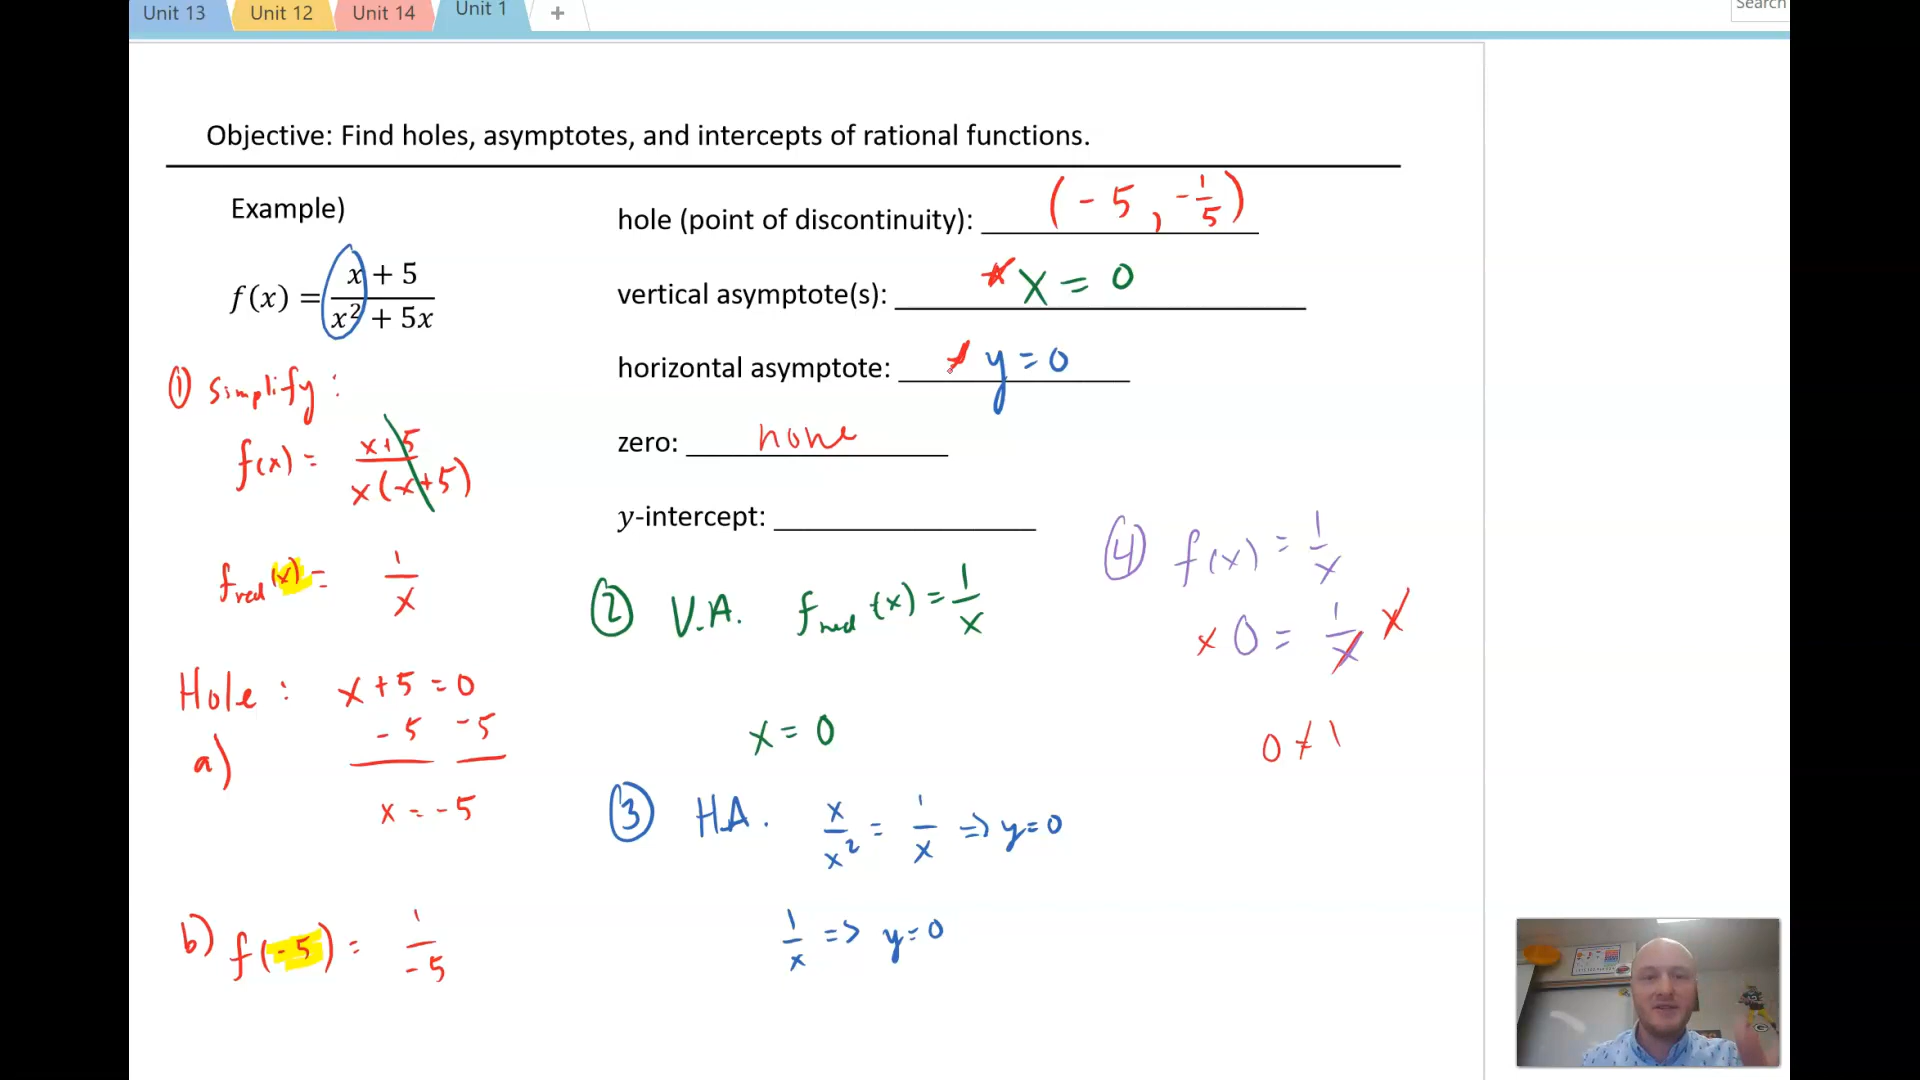 Unit 13
Unit 12
Unit 14
Unit 1
+
Search
Objective: Find holes, asymptotes, and intercepts of rational functions.
Example)
f(x) = (x + 5)/(x² + 5x)
hole (point of discontinuity): (-5, -1/5)
vertical asymptote(s): * x = 0
horizontal asymptote: y = 0
zero: none
y-intercept:
① Simplify:
f(x) = (x+5)/(x(x+5))
f red (x) = 1/x
Hole: x+5 = 0
-5 -5
a)
x = -5
b) f(-5) = 1/-5
② V.A. f red (x) = 1/x
x = 0
③ H.A. x/x² = 1/x => y=0
1/x => y=0
④ f(x) = 1/x
x 0 = 1/x x
0 ≠ 1